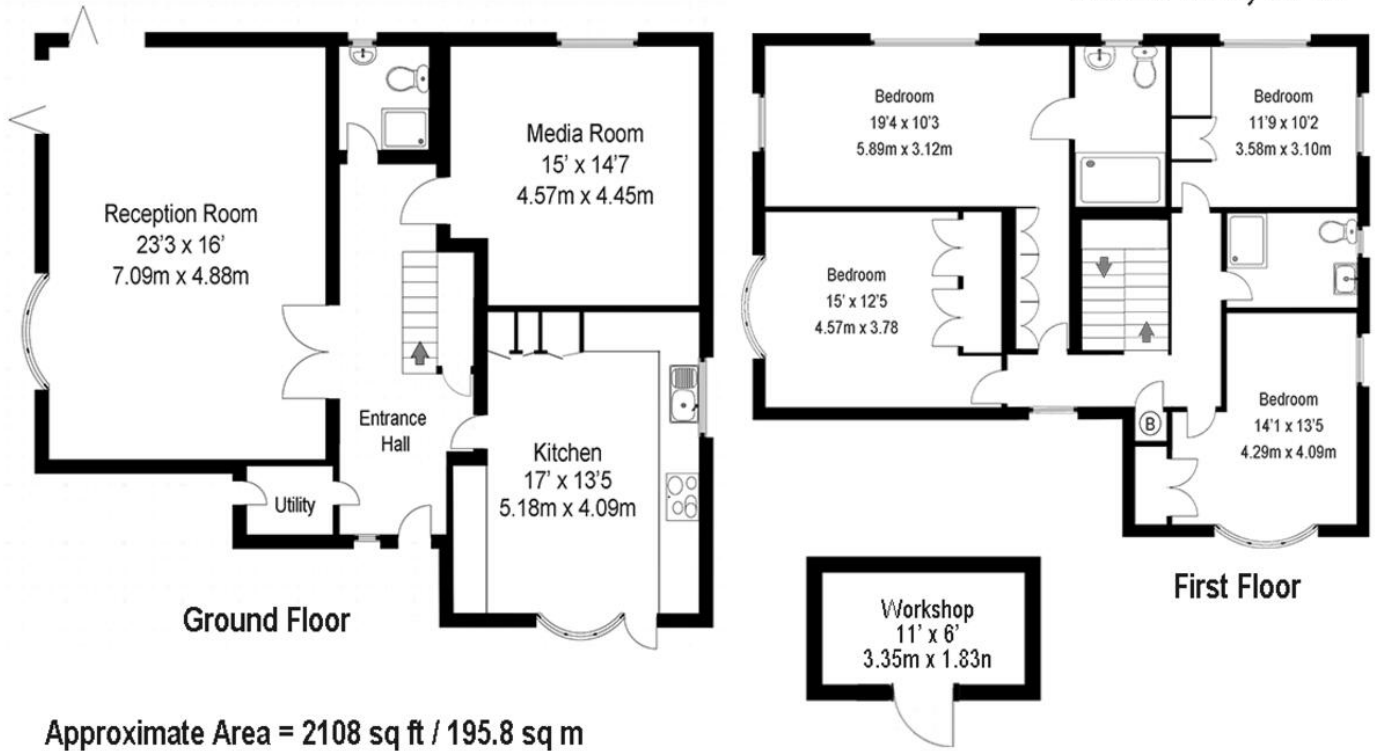 Reception Room
23'3 x 16'
7.09m x 4.88m
Media Room
15' x 14'7
4.57m x 4.45m
Entrance
Hall
Kitchen
17' x 13'5
5.18m x 4.09m
Utility
Ground Floor
Bedroom
19'4 x 10'3
5.89m x 3.12m
Bedroom
11'9 x 10'2
3.58m x 3.10m
Bedroom
15' x 12'5
4.57m x 3.78
B
Bedroom
14'1 x 13'5
4.29m x 4.09m
First Floor
Workshop
11' x 6'
3.35m x 1.83n
Approximate Area = 2108 sq ft / 195.8 sq m